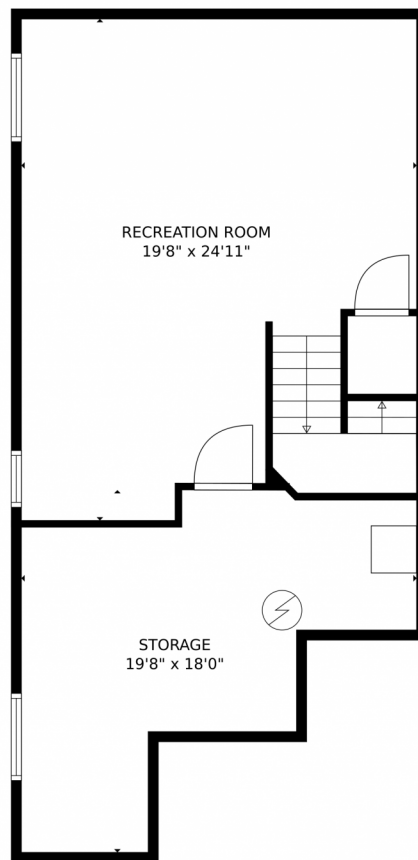 RECREATION ROOM
19'8" x 24'11"
STORAGE
19'8" x 18'0"